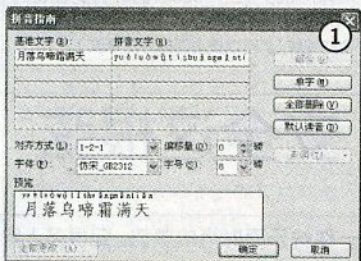 拼音指南
①
基准文字(B): 拼音文字(R):
月落乌啼霜满天 yuèluòwūtíshuāngmǎnti
组合(G)
单字(M)
全部删除(V)
默认读音(D)
对齐方式(L): 1-2-1 偏移量(O): 0 磅
字体(F): 仿宋_GB2312 字号(S): 8 磅
预览
yuèluòwūtíshuāngmǎntiān
月落乌啼霜满天
确定 取消